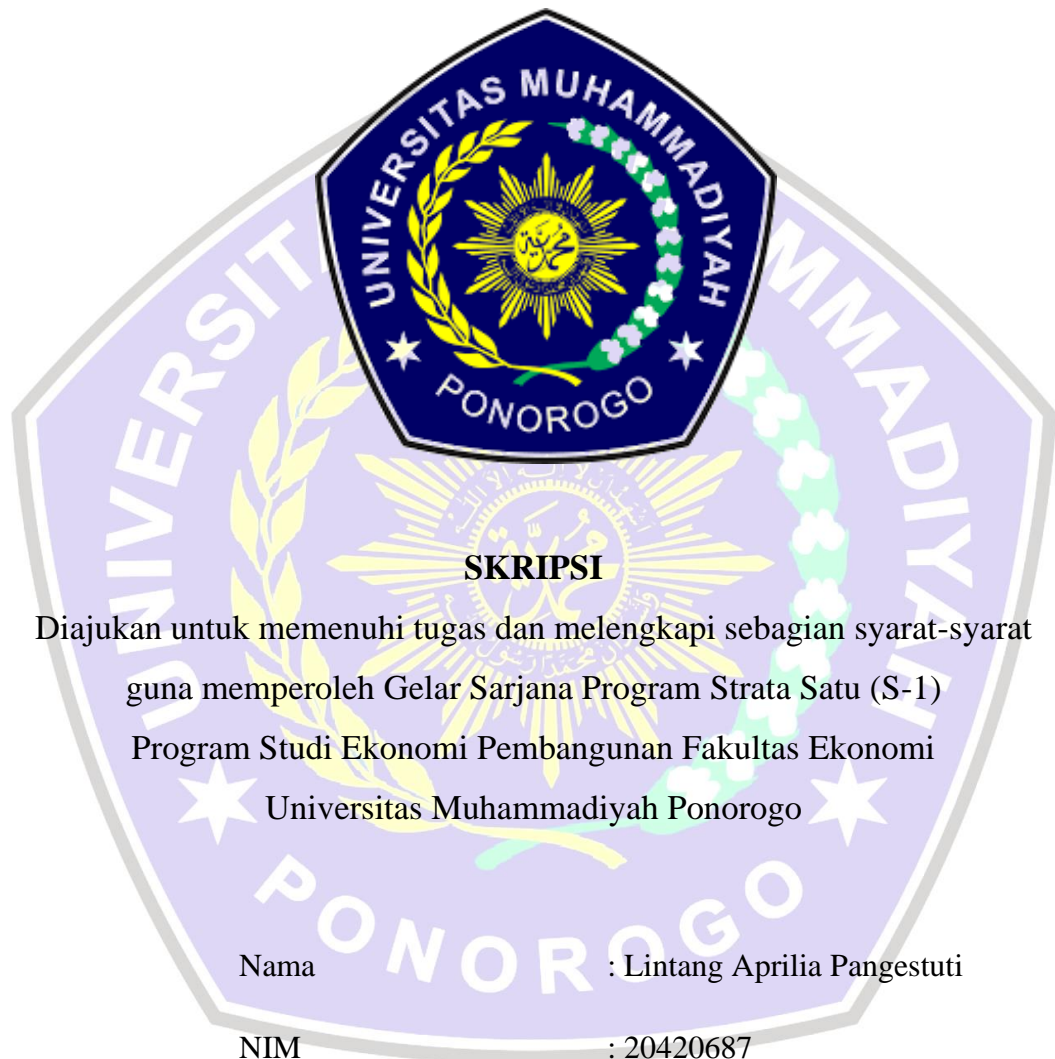 UNIVERSITAS MUHAMMADIYAH
PONOROGO
SKRIPSI
Diajukan untuk memenuhi tugas dan melengkapi sebagian syarat-syarat
guna memperoleh Gelar Sarjana Program Strata Satu (S-1)
Program Studi Ekonomi Pembangunan Fakultas Ekonomi
Universitas Muhammadiyah Ponorogo
Nama : Lintang Aprilia Pangestuti
NIM : 20420687